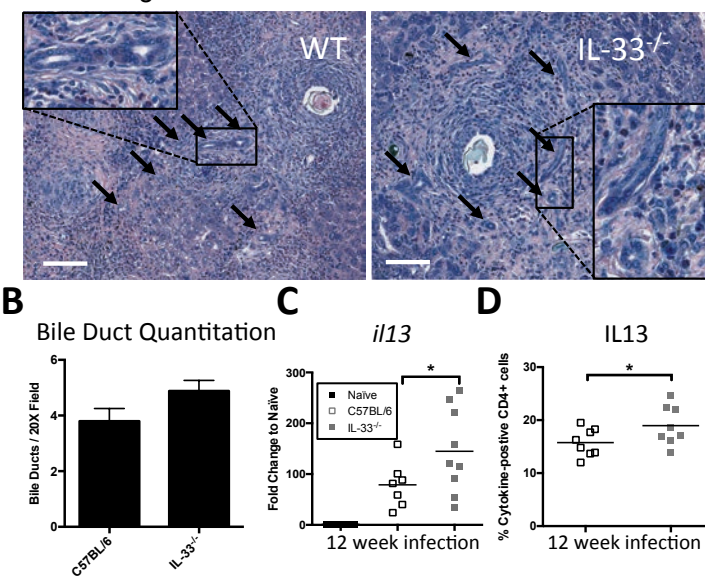 WT
IL-33-/-
B
Bile Duct Quantitation
Bile Ducts / 20X Field
6
4
2
0
C57BL/6
IL-33-/-
C
il13
Fold Change to Naïve
300
200
100
0
*
Naïve
C57BL/6
IL-33-/-
12 week infection
D
IL13
% Cytokine-postive CD4+ cells
30
20
10
0
*
12 week infection